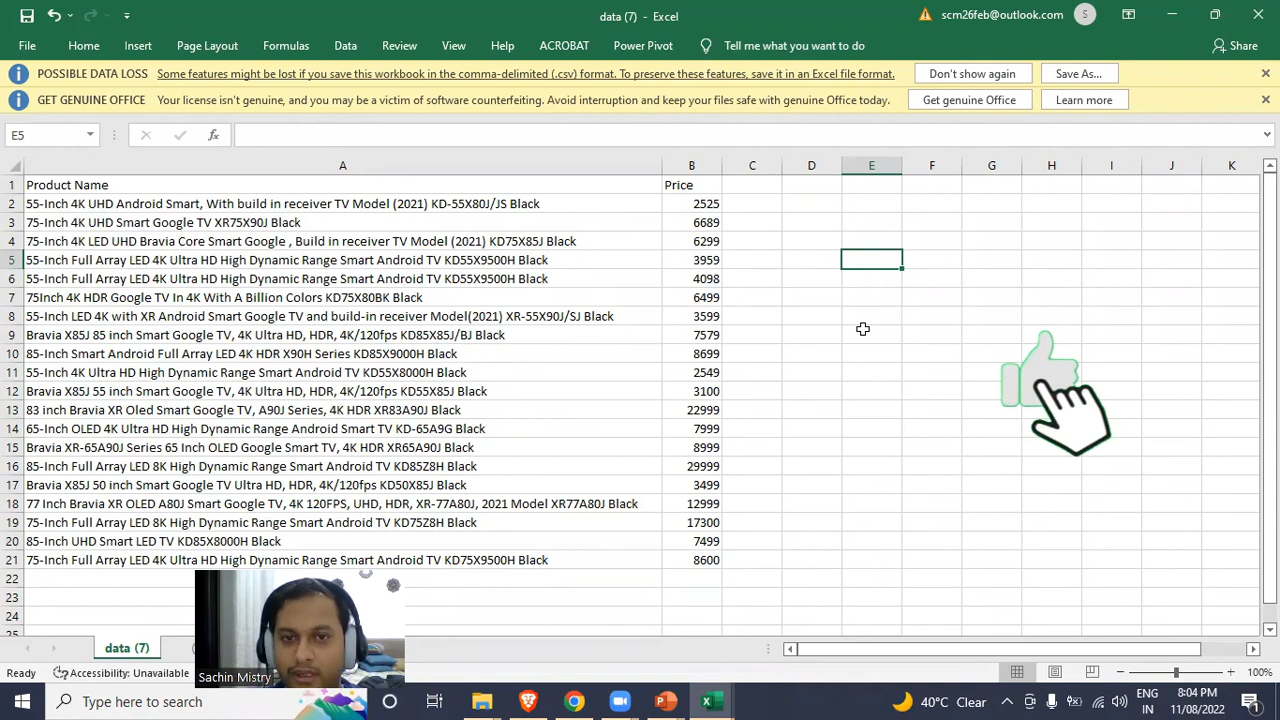 data (7) - Excel
scm26feb@outlook.com
S
File Home Insert Page Layout Formulas Data Review View Help ACROBAT Power Pivot Tell me what you want to do Share
POSSIBLE DATA LOSS Some features might be lost if you save this workbook in the comma-delimited (.csv) format. To preserve these features, save it in an Excel file format. Don't show again Save As...
GET GENUINE OFFICE Your license isn't genuine, and you may be a victim of software counterfeiting. Avoid interruption and keep your files safe with genuine Office today. Get genuine Office Learn more
E5 fx
A B C D E F G H I J K
1 Product Name Price
2 55-Inch 4K UHD Android Smart, With build in receiver TV Model (2021) KD-55X80J/JS Black 2525
3 75-Inch 4K UHD Smart Google TV XR75X90J Black 6689
4 75-Inch 4K LED UHD Bravia Core Smart Google , Build in receiver TV Model (2021) KD75X85J Black 6299
5 55-Inch Full Array LED 4K Ultra HD High Dynamic Range Smart Android TV KD55X9500H Black 3959
6 55-Inch Full Array LED 4K Ultra HD High Dynamic Range Smart Android TV KD55X9500H Black 4098
7 75Inch 4K HDR Google TV In 4K With A Billion Colors KD75X80BK Black 6499
8 55-Inch LED 4K with XR Android Smart Google TV and build-in receiver Model(2021) XR-55X90J/SJ Black 3599
9 Bravia X85J 85 inch Smart Google TV, 4K Ultra HD, HDR, 4K/120fps KD85X85J/BJ Black 7579
10 85-Inch Smart Android Full Array LED 4K HDR X90H Series KD85X9000H Black 8699
11 55-Inch 4K Ultra HD High Dynamic Range Smart Android TV KD55X8000H Black 2549
12 Bravia X85J 55 inch Smart Google TV, 4K Ultra HD, HDR, 4K/120fps KD55X85J Black 3100
13 83 inch Bravia XR Oled Smart Google TV, A90J Series, 4K HDR XR83A90J Black 22999
14 65-Inch OLED 4K Ultra HD High Dynamic Range Android Smart TV KD-65A9G Black 7999
15 Bravia XR-65A90J Series 65 Inch OLED Google Smart TV, 4K HDR XR65A90J Black 8999
16 85-Inch Full Array LED 8K High Dynamic Range Smart Android TV KD85Z8H Black 29999
17 Bravia X85J 50 inch Smart Google TV Ultra HD, HDR, 4K/120fps KD50X85J Black 3499
18 77 Inch Bravia XR OLED A80J Smart Google TV, 4K 120FPS, UHD, HDR, XR-77A80J, 2021 Model XR77A80J Black 12999
19 75-Inch Full Array LED 8K High Dynamic Range Smart Android TV KD75Z8H Black 17300
20 85-Inch UHD Smart LED TV KD85X8000H Black 7499
21 75-Inch Full Array LED 4K Ultra HD High Dynamic Range Smart Android TV KD75X9500H Black 8600
22
23
24
25
data (7)
Sachin Mistry
Ready Accessibility: Unavailable 100%
Type here to search 40°C Clear ENG IN 8:04 PM 11/08/2022 1